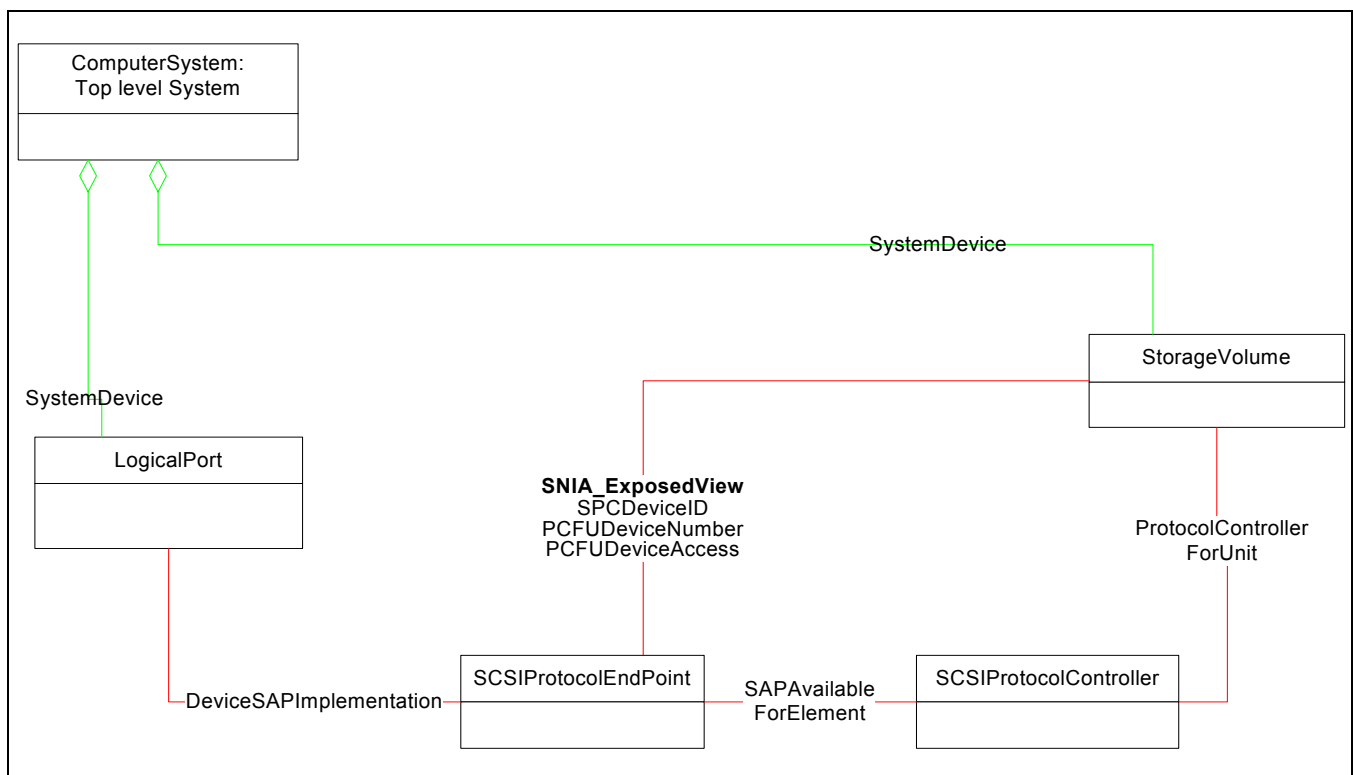 ComputerSystem:
Top level System
SystemDevice
StorageVolume
SystemDevice
LogicalPort
SNIA_ExposedView
SPCDeviceID
PCFUDeviceNumber
PCFUDeviceAccess
ProtocolController
ForUnit
SCSIProtocolEndPoint
SCSIProtocolController
DeviceSAPImplementation
SAPAvailable
ForElement